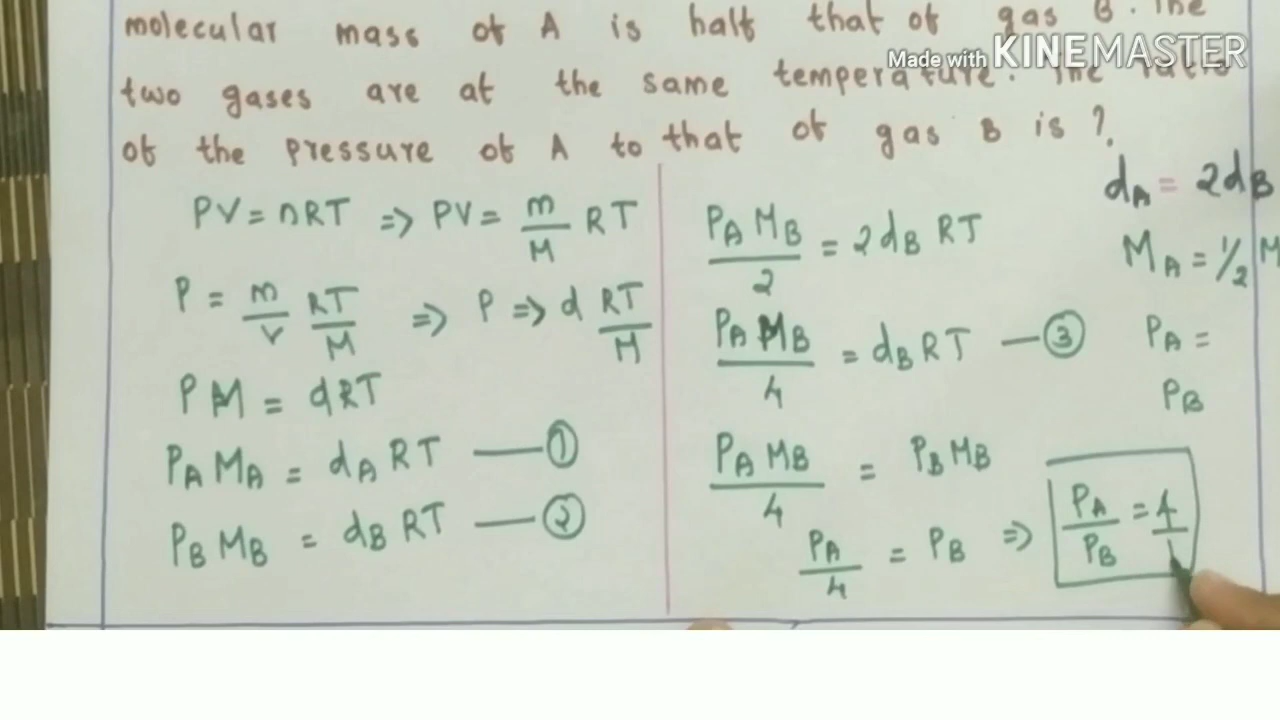 molecular mass of A is half that of gas B. The
Made with KINEMASTER
two gases are at the same temperature. The ratio
of the pressure of A to that of gas B is ?
PV = nRT => PV = m/M RT
P = m/V RT/M => P => d RT/M
PM = dRT
PA MA = dA RT — ①
PB MB = dB RT — ②
PA MB/2 = 2dB RT
PA MB/4 = dB RT — ③
PA MB/4 = PB MB
PA/4 = PB => PA/PB = 4/1
dA = 2dB
MA = 1/2 M
PA =
PB